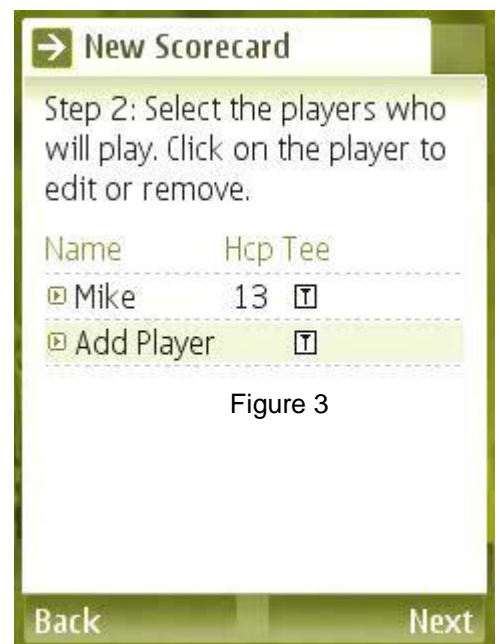 New Scorecard
Step 2: Select the players who
will play. Click on the player to
edit or remove.
Name Hcp Tee
Mike 13 T
Add Player T
Figure 3
Back Next